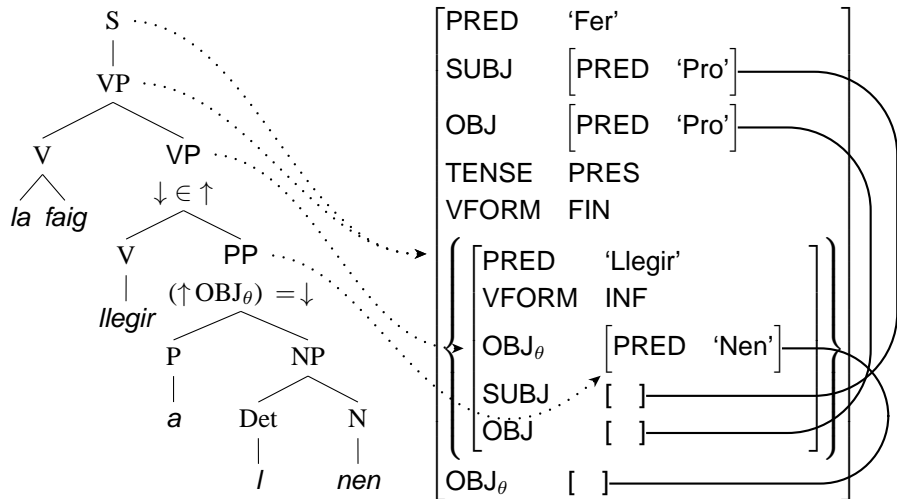 S
VP
V VP
la faig
↓ ∈ ↑
V PP
llegir
(↑ OBJθ) = ↓
P NP
a
Det N
l nen
PRED ‘Fer’
SUBJ [PRED ‘Pro’]
OBJ [PRED ‘Pro’]
TENSE PRES
VFORM FIN
PRED ‘Llegir’
VFORM INF
OBJθ [PRED ‘Nen’]
SUBJ [ ]
OBJ [ ]
OBJθ [ ]